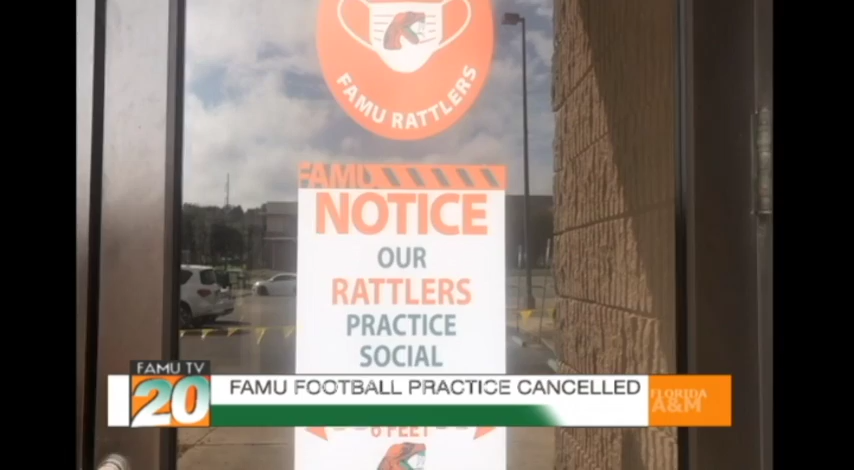 FAMU RATTLERS
FAMU
NOTICE
OUR
RATTLERS
PRACTICE
SOCIAL
FAMU TV
20
FAMU FOOTBALL PRACTICE CANCELLED
FLORIDA
A&M
6 FEET